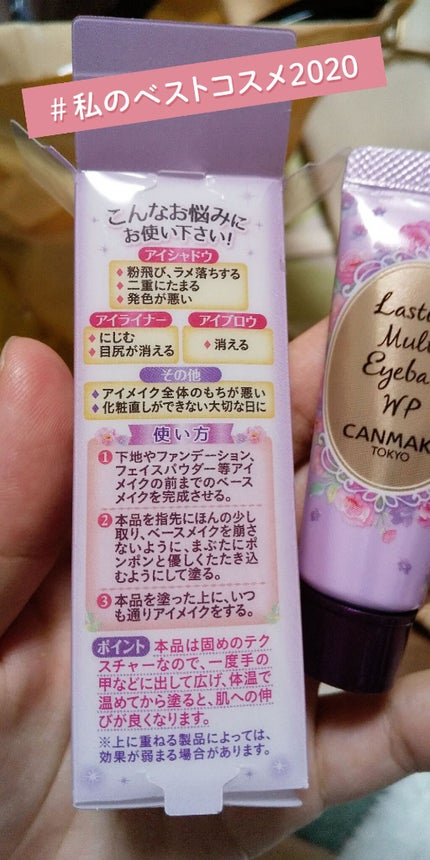 #私のベストコスメ2020
こんなお悩みに
お使い下さい!
アイシャドウ
♦粉飛び、ラメ落ちする
♦二重にたまる
♦発色が悪い
アイライナー
♦にじむ
♦目尻が消える
アイブロウ
♦消える
その他
♦アイメイク全体のもちが悪い
♦化粧直しができない大切な日に
使い方
1 下地やファンデーション、
フェイスパウダー等アイ
メイクの前までのベース
メイクを完成させる。
2 本品を指先にほんの少し
取り、ベースメイクを崩さ
ないように、まぶたにポ
ンポンと優しくたたき込
むようにして塗る。
3 本品を塗った上に、いつ
も通りアイメイクをする。
ポイント 本品は固めのテク
スチャーなので、一度手の
甲などに出して広げ、体温で
温めてから塗ると、肌への伸
びが良くなります。
※上に重ねる製品によっては、
効果が弱まる場合があります。
Lasti
Mult
Eyeba
WP
CANMAK
TOKYO